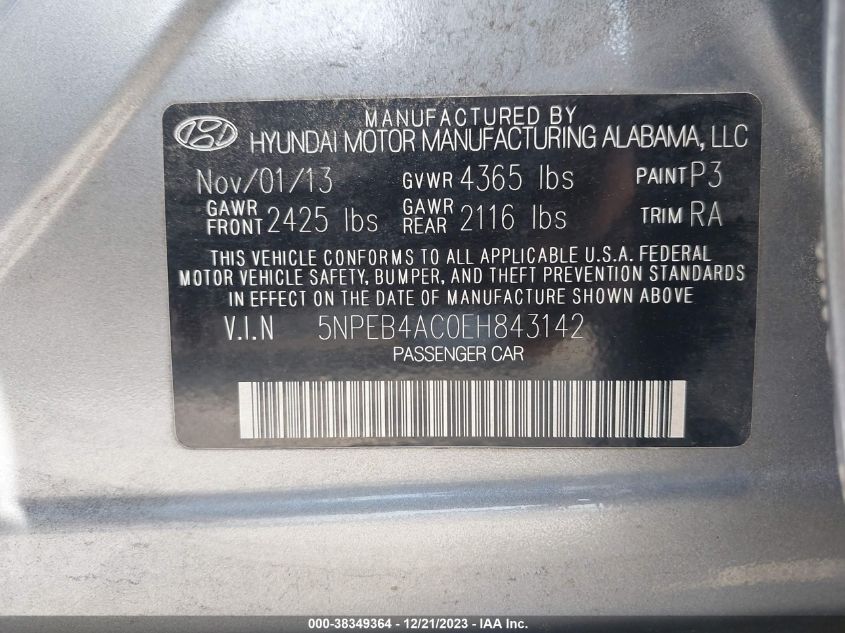 MANUFACTURED BY
HYUNDAI MOTOR MANUFACTURING ALABAMA, LLC
Nov/01/13 GVWR 4365 lbs PAINT P3
GAWR FRONT 2425 lbs GAWR REAR 2116 lbs TRIM RA
THIS VEHICLE CONFORMS TO ALL APPLICABLE U.S.A. FEDERAL
MOTOR VEHICLE SAFETY, BUMPER, AND THEFT PREVENTION STANDARDS
IN EFFECT ON THE DATE OF MANUFACTURE SHOWN ABOVE
V.I.N 5NPEB4AC0EH843142
PASSENGER CAR
000-38349364 - 12/21/2023 - IAA Inc.